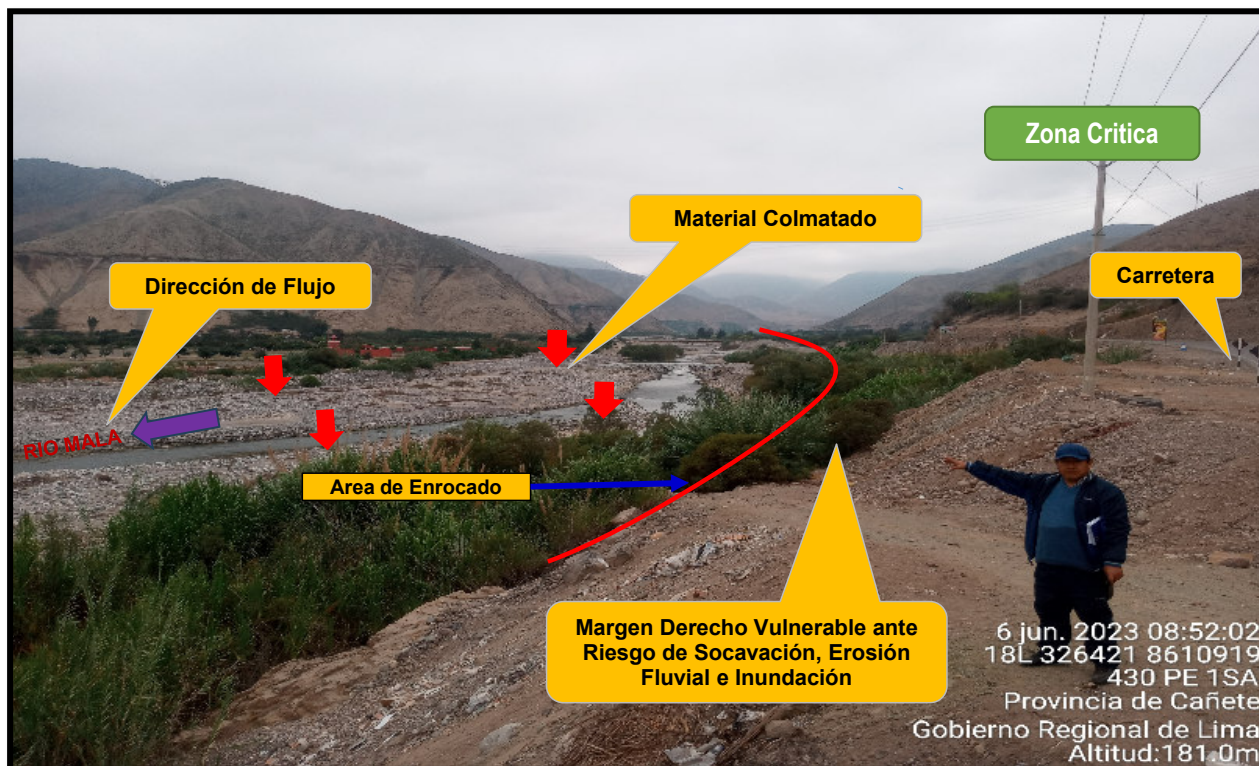 Zona Critica
Material Colmatado
Carretera
Dirección de Flujo
RIO MALA
Area de Enrocado
Margen Derecho Vulnerable ante
Riesgo de Socavación, Erosión
Fluvial e Inundación
6 jun. 2023 08:52:02
18L 326421 8610919
430 PE 1SA
Provincia de Cañete
Gobierno Regional de Lima
Altitud:181.0m